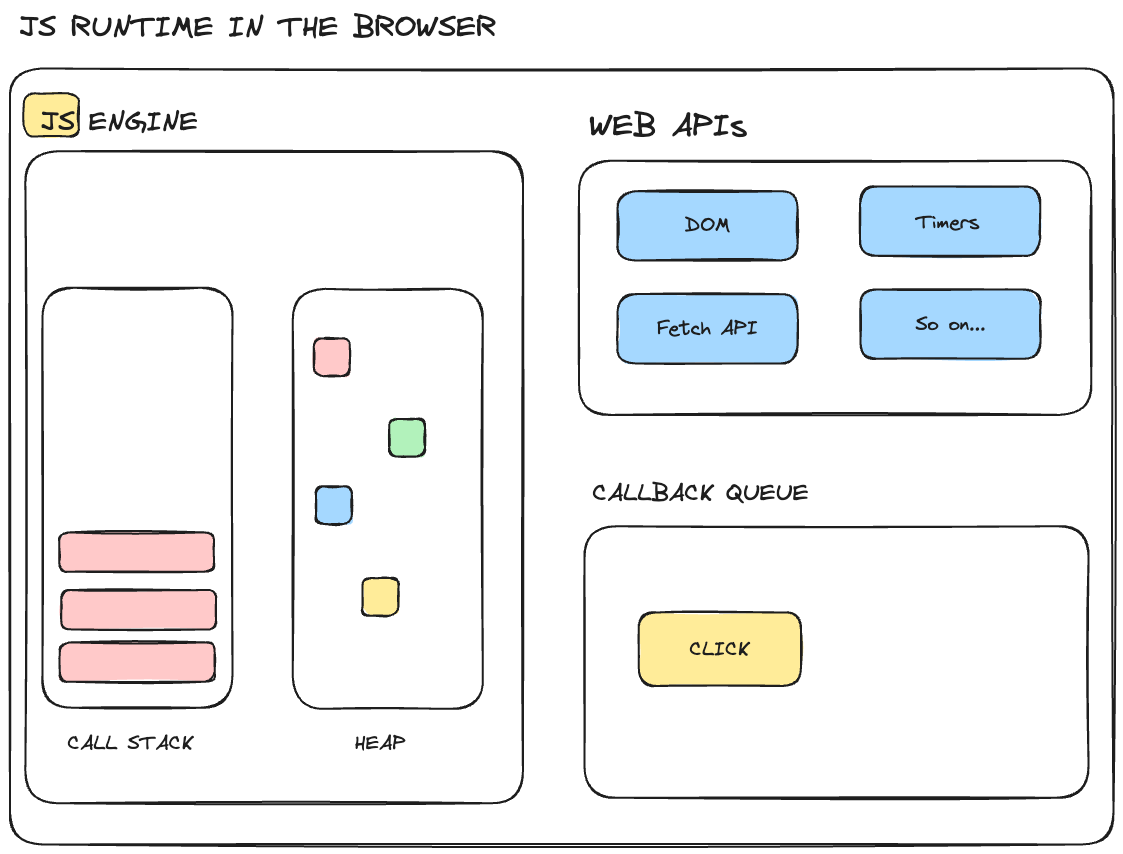 JS RUNTIME IN THE BROWSER
JS ENGINE
CALL STACK
HEAP
WEB APIs
DOM
Timers
Fetch API
So on...
CALLBACK QUEUE
CLICK